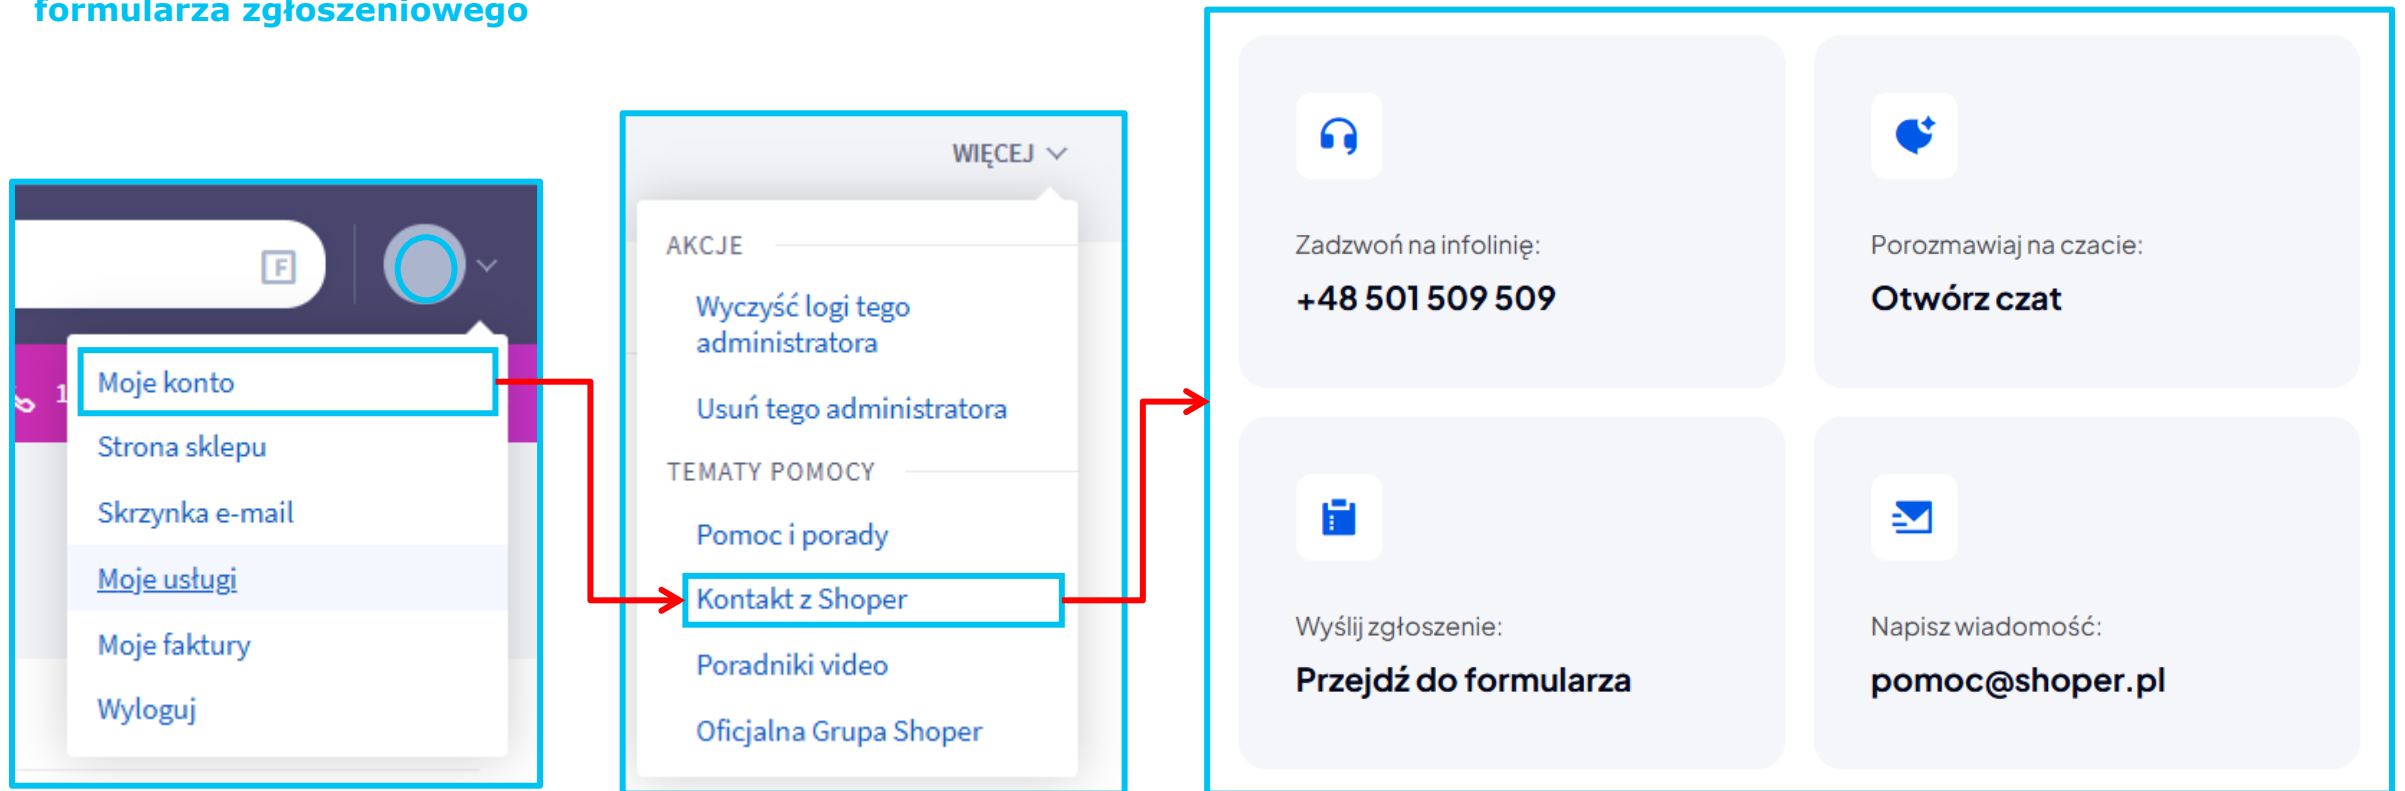 formularza zgłoszeniowego
F
1
Moje konto
Strona sklepu
Skrzynka e-mail
Moje usługi
Moje faktury
Wyloguj
WIĘCEJ
AKCJE
Wyczyść logi tego
administratora
Usuń tego administratora
TEMATY POMOCY
Pomoc i porady
Kontakt z Shoper
Poradniki video
Oficjalna Grupa Shoper
Zadzwoń na infolinię:
+48 501 509 509
Porozmawiaj na czacie:
Otwórz czat
Wyślij zgłoszenie:
Przejdź do formularza
Napisz wiadomość:
pomoc@shoper.pl